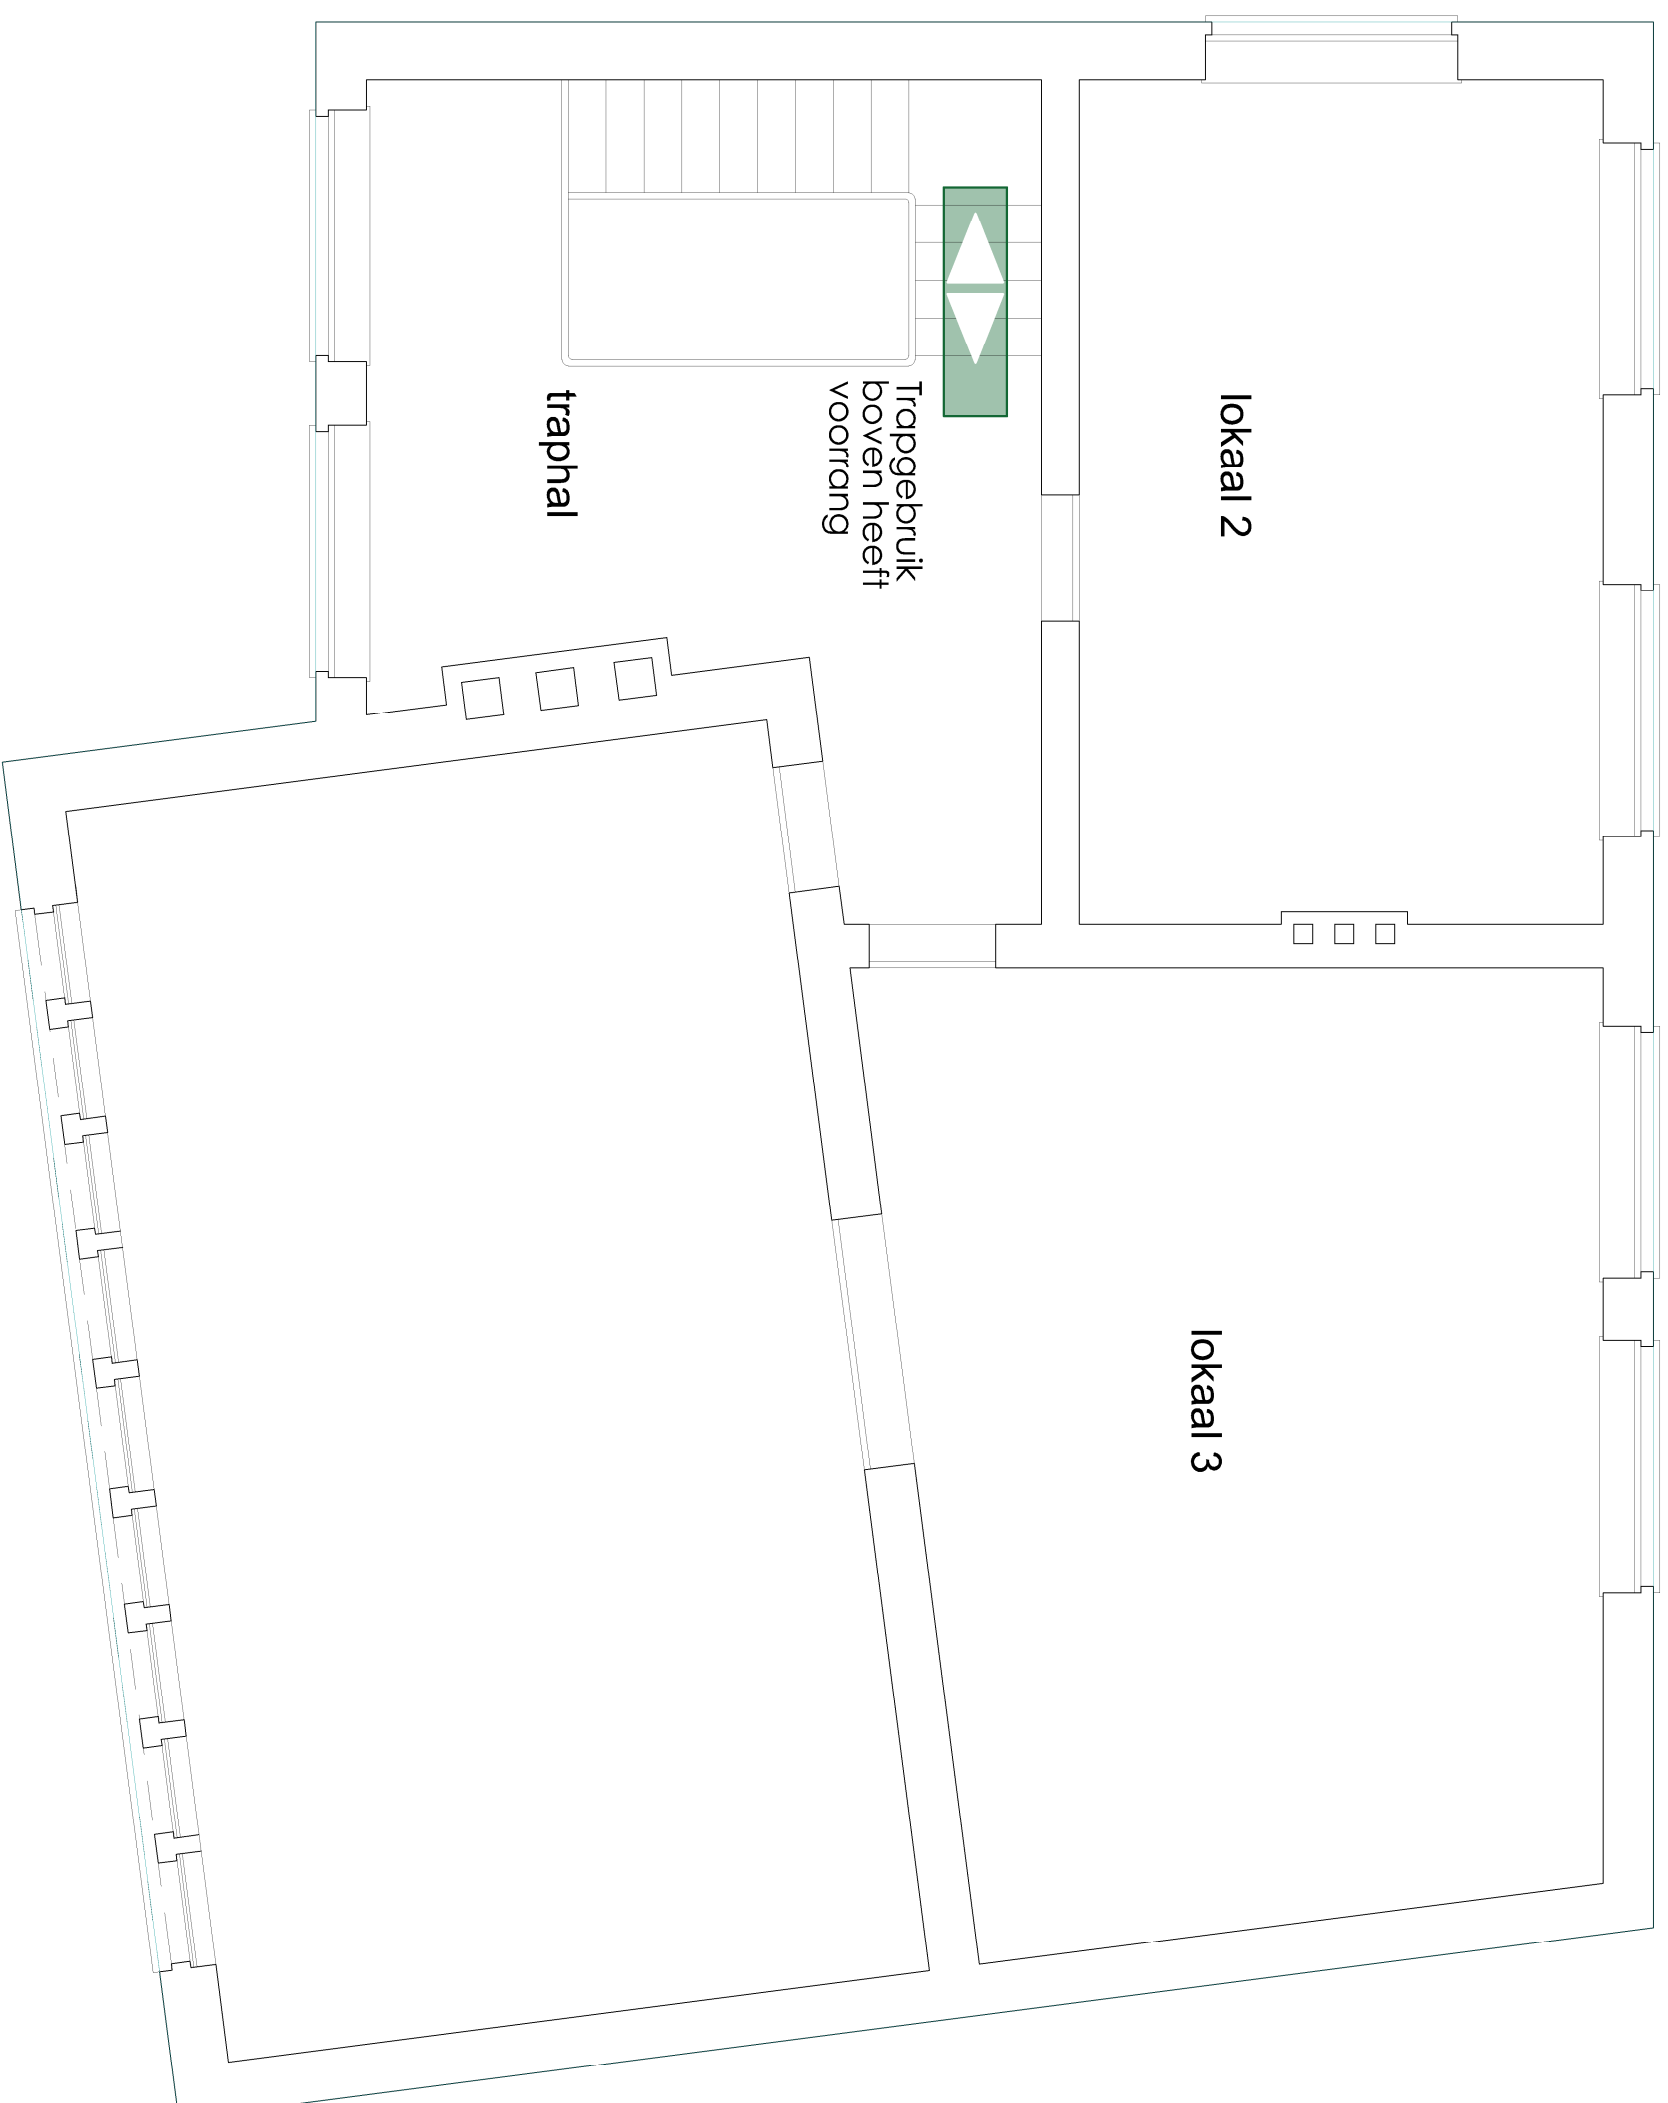 lokaal 2
Trapgebruik
boven heeft
voorrang
traphal
lokaal 3